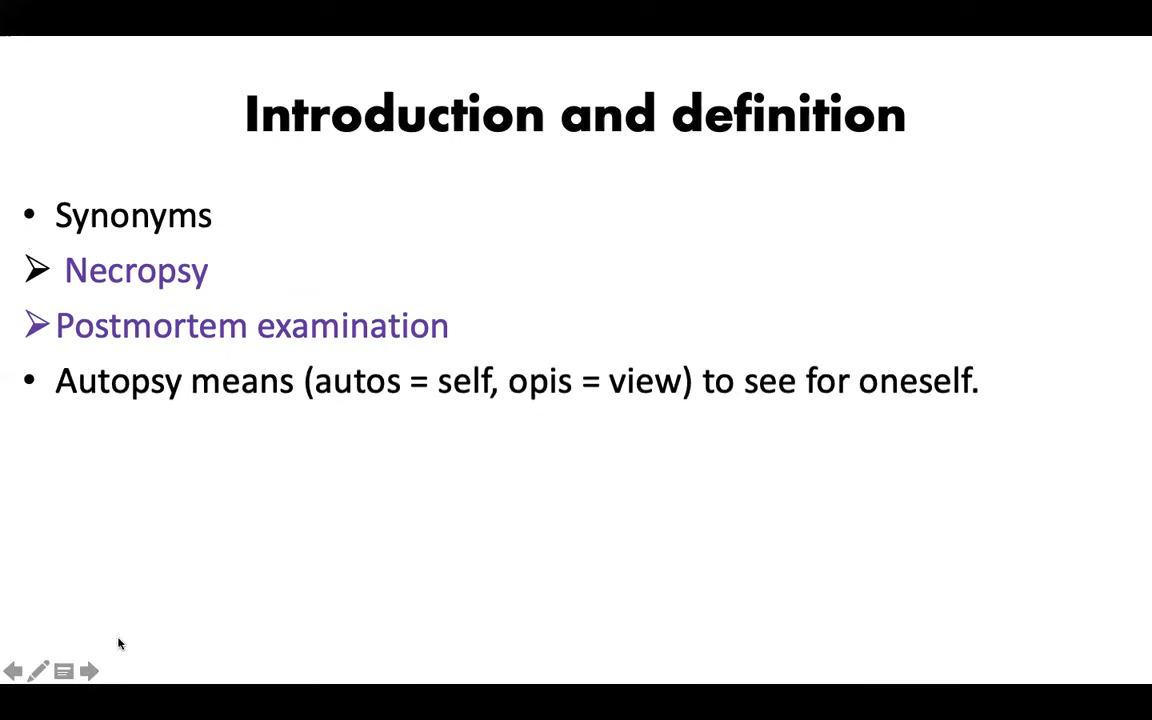 Introduction and definition
• Synonyms
➢ Necropsy
➢Postmortem examination
• Autopsy means (autos = self, opis = view) to see for oneself.